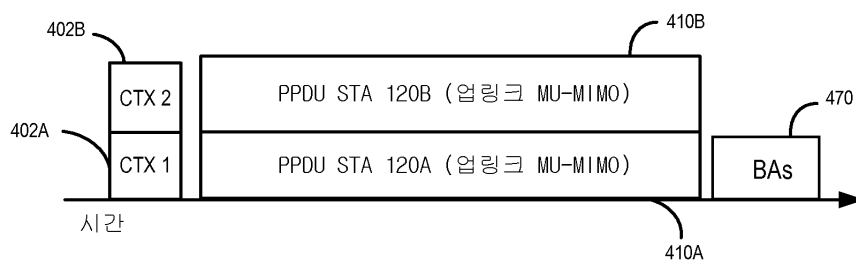 402B
410B
CTX 2
PPDU STA 120B (업링크 MU-MIMO)
470
402A
CTX 1
PPDU STA 120A (업링크 MU-MIMO)
BAs
시간
410A